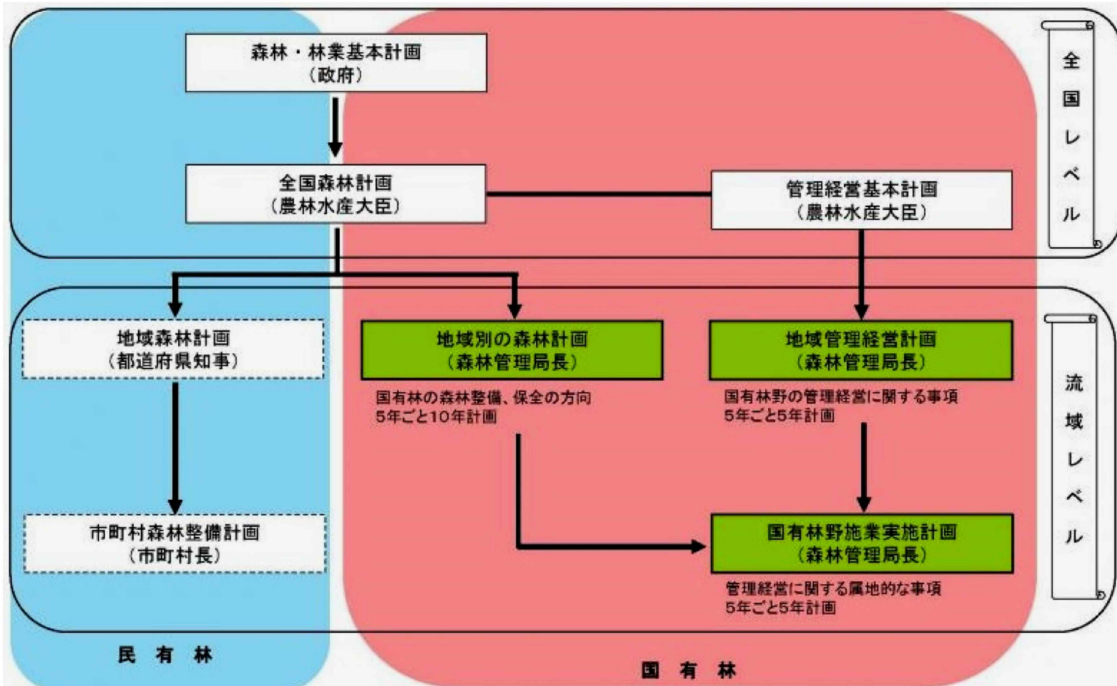 森林・林業基本計画
(政府)
全国レベル
全国森林計画
(農林水産大臣)
管理経営基本計画
(農林水産大臣)
地域森林計画
(都道府県知事)
地域別の森林計画
(森林管理局長)
国有林の森林整備、保全の方向
5年ごと10年計画
地域管理経営計画
(森林管理局長)
国有林野の管理経営に関する事項
5年ごと5年計画
流域レベル
市町村森林整備計画
(市町村長)
国有林野施業実施計画
(森林管理局長)
管理経営に関する属地的な事項
5年ごと5年計画
民有林
国有林